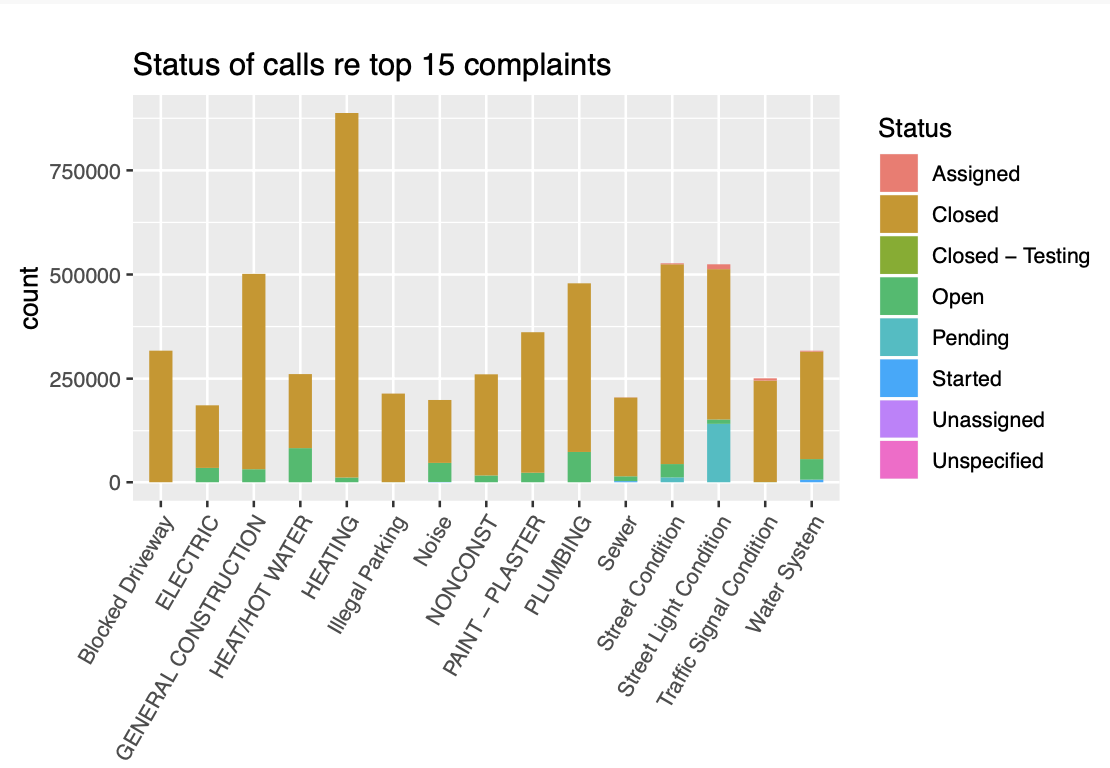 Status of calls re top 15 complaints
count
750000
500000
250000
0
Blocked Driveway
ELECTRIC
GENERAL CONSTRUCTION
HEAT/HOT WATER
HEATING
Illegal Parking
Noise
NONCONST
PAINT − PLASTER
PLUMBING
Sewer
Street Condition
Street Light Condition
Traffic Signal Condition
Water System
Status
Assigned
Closed
Closed − Testing
Open
Pending
Started
Unassigned
Unspecified